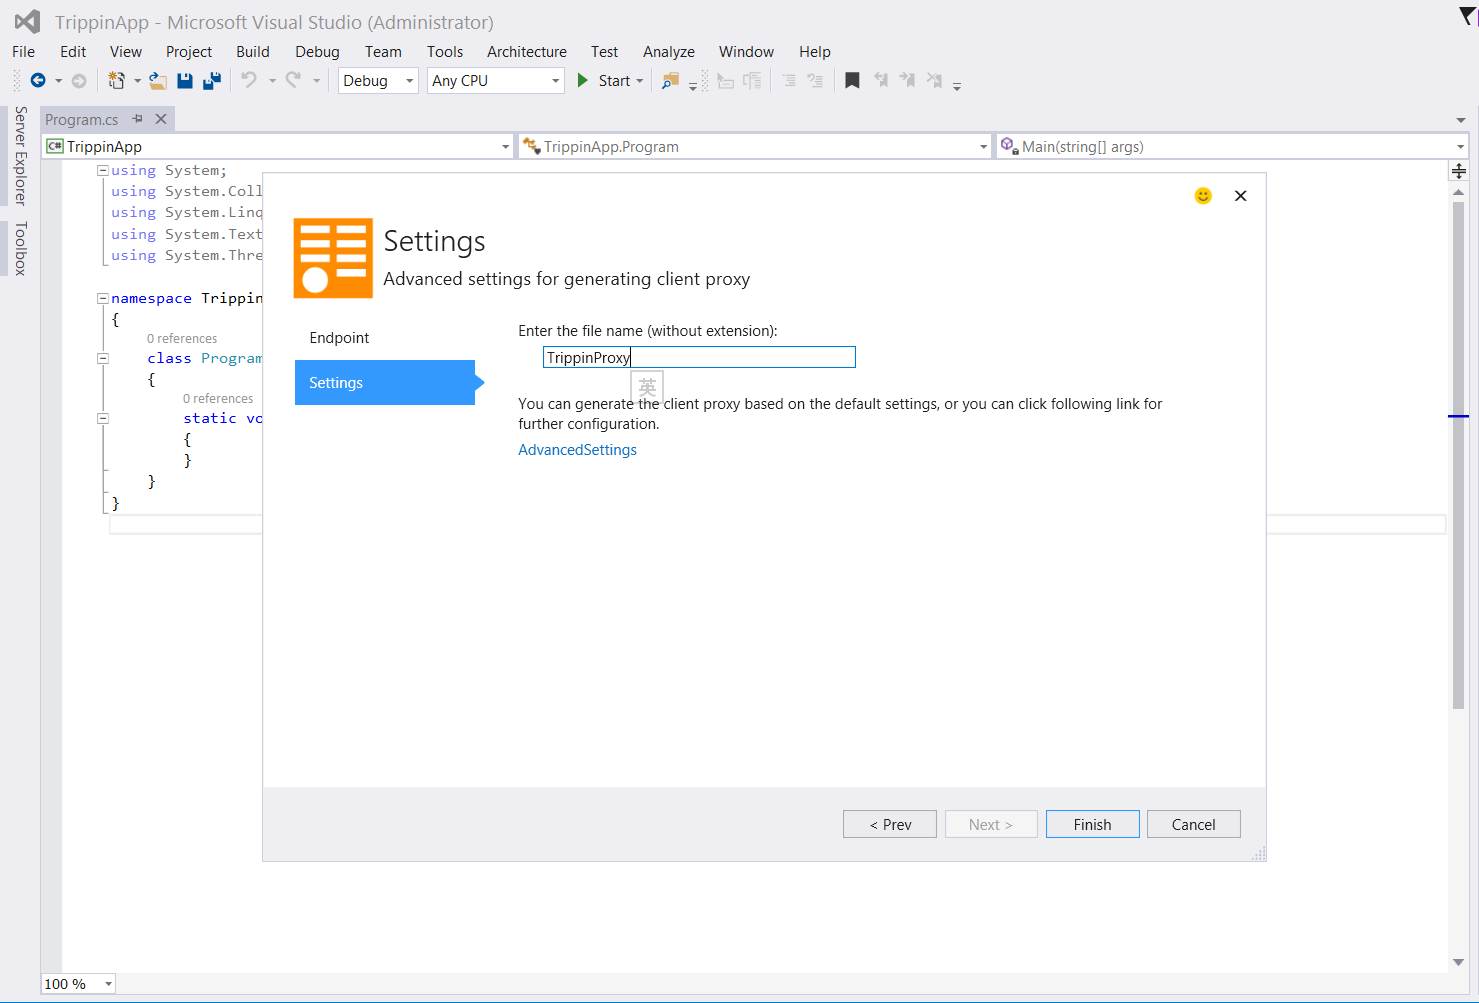 TrippinApp - Microsoft Visual Studio (Administrator)
File Edit View Project Build Debug Team Tools Architecture Test Analyze Window Help
Debug Any CPU Start
Server Explorer
Toolbox
Program.cs
C# TrippinApp TrippinApp.Program Main(string[] args)
using System;
using System.Coll
using System.Linq
using System.Text
using System.Thre
namespace Trippin
{
0 references
class Program
{
0 references
static vo
{
}
}
}
Settings
Advanced settings for generating client proxy
Endpoint
Settings
Enter the file name (without extension):
TrippinProxy
英
You can generate the client proxy based on the default settings, or you can click following link for
further configuration.
AdvancedSettings
< Prev Next > Finish Cancel
100 %